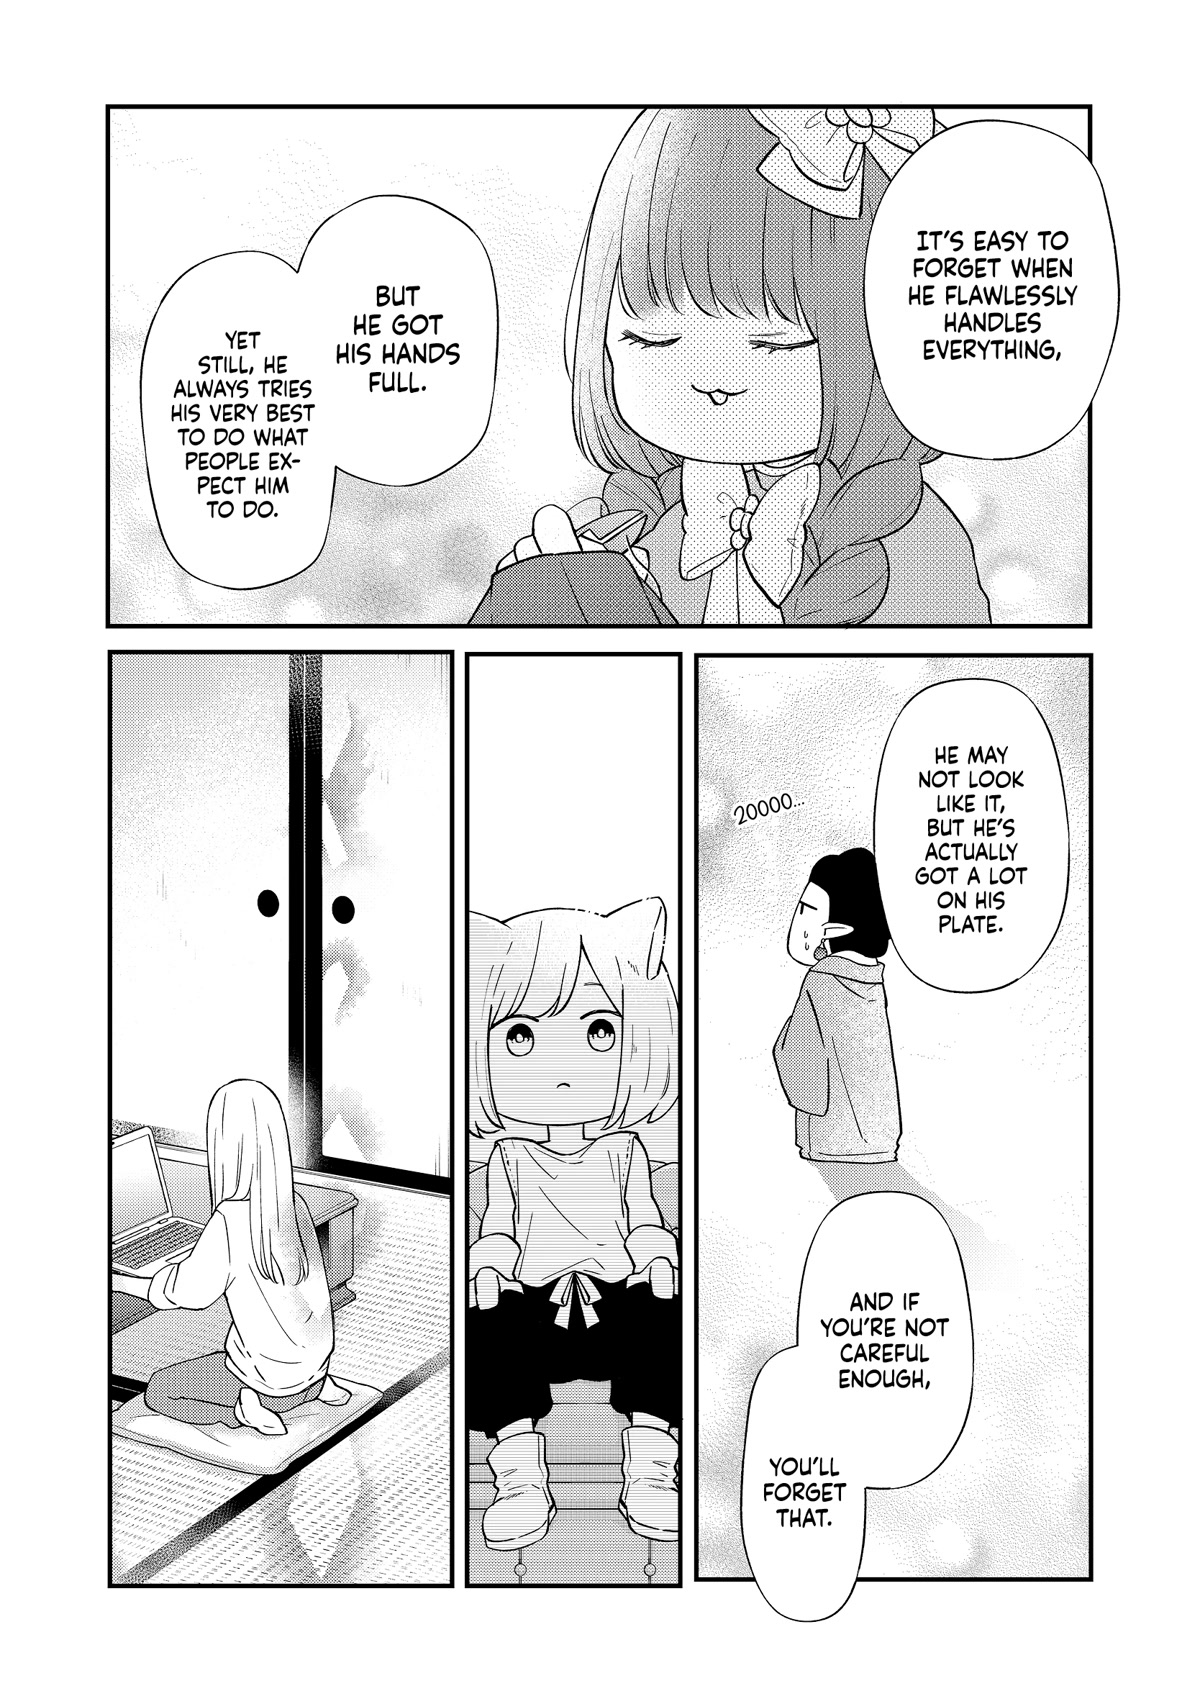 IT'S EASY TO
FORGET WHEN
HE FLAWLESSLY
HANDLES
EVERYTHING,
BUT
HE GOT
HIS HANDS
FULL.
YET
STILL, HE
ALWAYS TRIES
HIS VERY BEST
TO DO WHAT
PEOPLE EX-
PECT HIM
TO DO.
HE MAY
NOT LOOK
LIKE IT,
BUT HE'S
ACTUALLY
GOT A LOT
ON HIS
PLATE.
20000...
AND IF
YOU'RE NOT
CAREFUL
ENOUGH,
YOU'LL
FORGET
THAT.